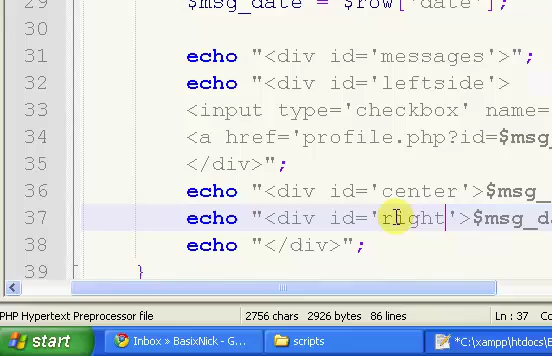 29 $msg_date = $row['date'];
30
31 echo "<div id='messages'>";
32 echo "<div id='leftside'>
33 <input type='checkbox' name=
34 <a href='profile.php?id=$msg_
35 </div>";
36 echo "<div id='center'>$msg_
37 echo "<div id='right'>$msg_da
38 echo "</div>";
39 }
PHP Hypertext Preprocessor file 2756 chars 2926 bytes 86 lines Ln : 37 Co
start Inbox » BasixNick - G... scripts *C:\xampp\htdocs\B